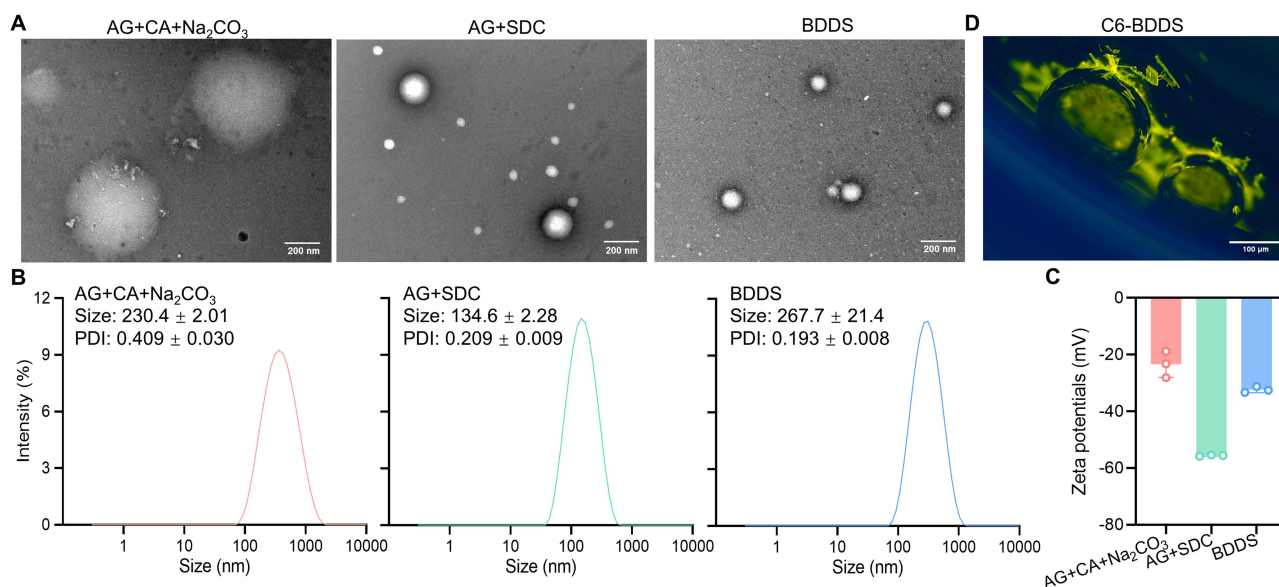 A
AG+CA+Na₂CO₃
AG+SDC
BDDS
D
C6-BDDS
200 nm
200 nm
200 nm
100 µm
B
AG+CA+Na₂CO₃
Size: 230.4 ± 2.01
PDI: 0.409 ± 0.030
Intensity (%)
12
9
6
3
0
1
10
100
1000
10000
Size (nm)
AG+SDC
Size: 134.6 ± 2.28
PDI: 0.209 ± 0.009
1
10
100
1000
10000
Size (nm)
BDDS
Size: 267.7 ± 21.4
PDI: 0.193 ± 0.008
1
10
100
1000
10000
Size (nm)
C
Zeta potentials (mV)
0
-20
-40
-60
-80
AG+CA+Na₂CO₃
AG+SDC
BDDS